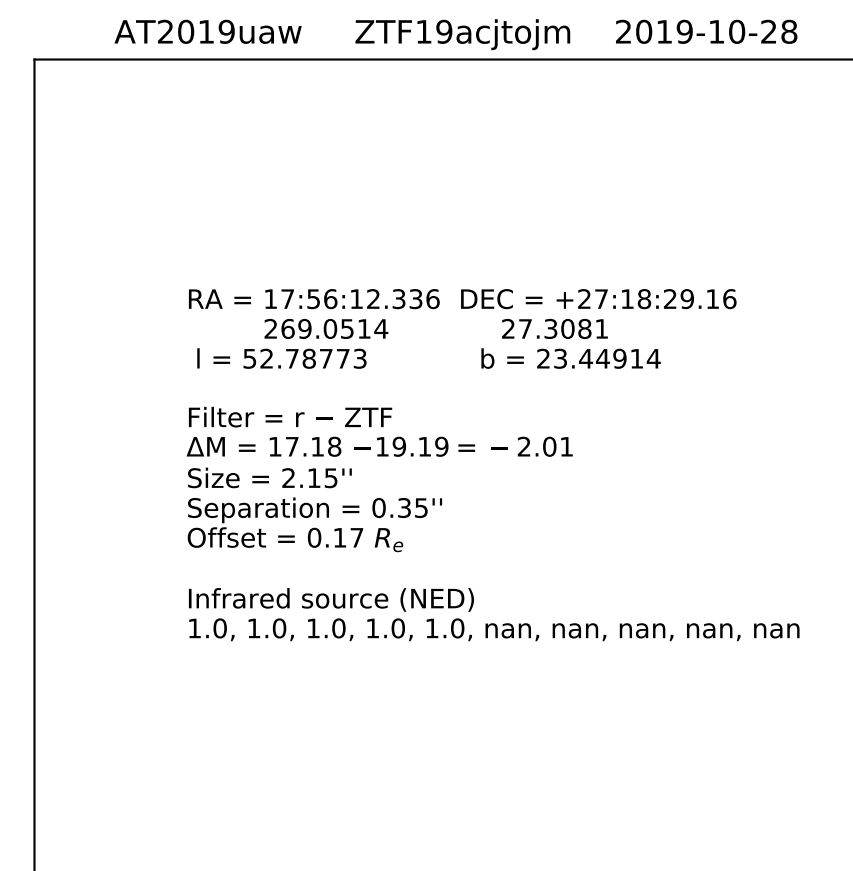 AT2019uaw ZTF19acjtojm 2019-10-28
RA = 17:56:12.336 DEC = +27:18:29.16
269.0514 27.3081
l = 52.78773 b = 23.44914
Filter = r − ZTF
ΔM = 17.18 −19.19 = − 2.01
Size = 2.15''
Separation = 0.35''
Offset = 0.17 Rₑ
Infrared source (NED)
1.0, 1.0, 1.0, 1.0, 1.0, nan, nan, nan, nan, nan